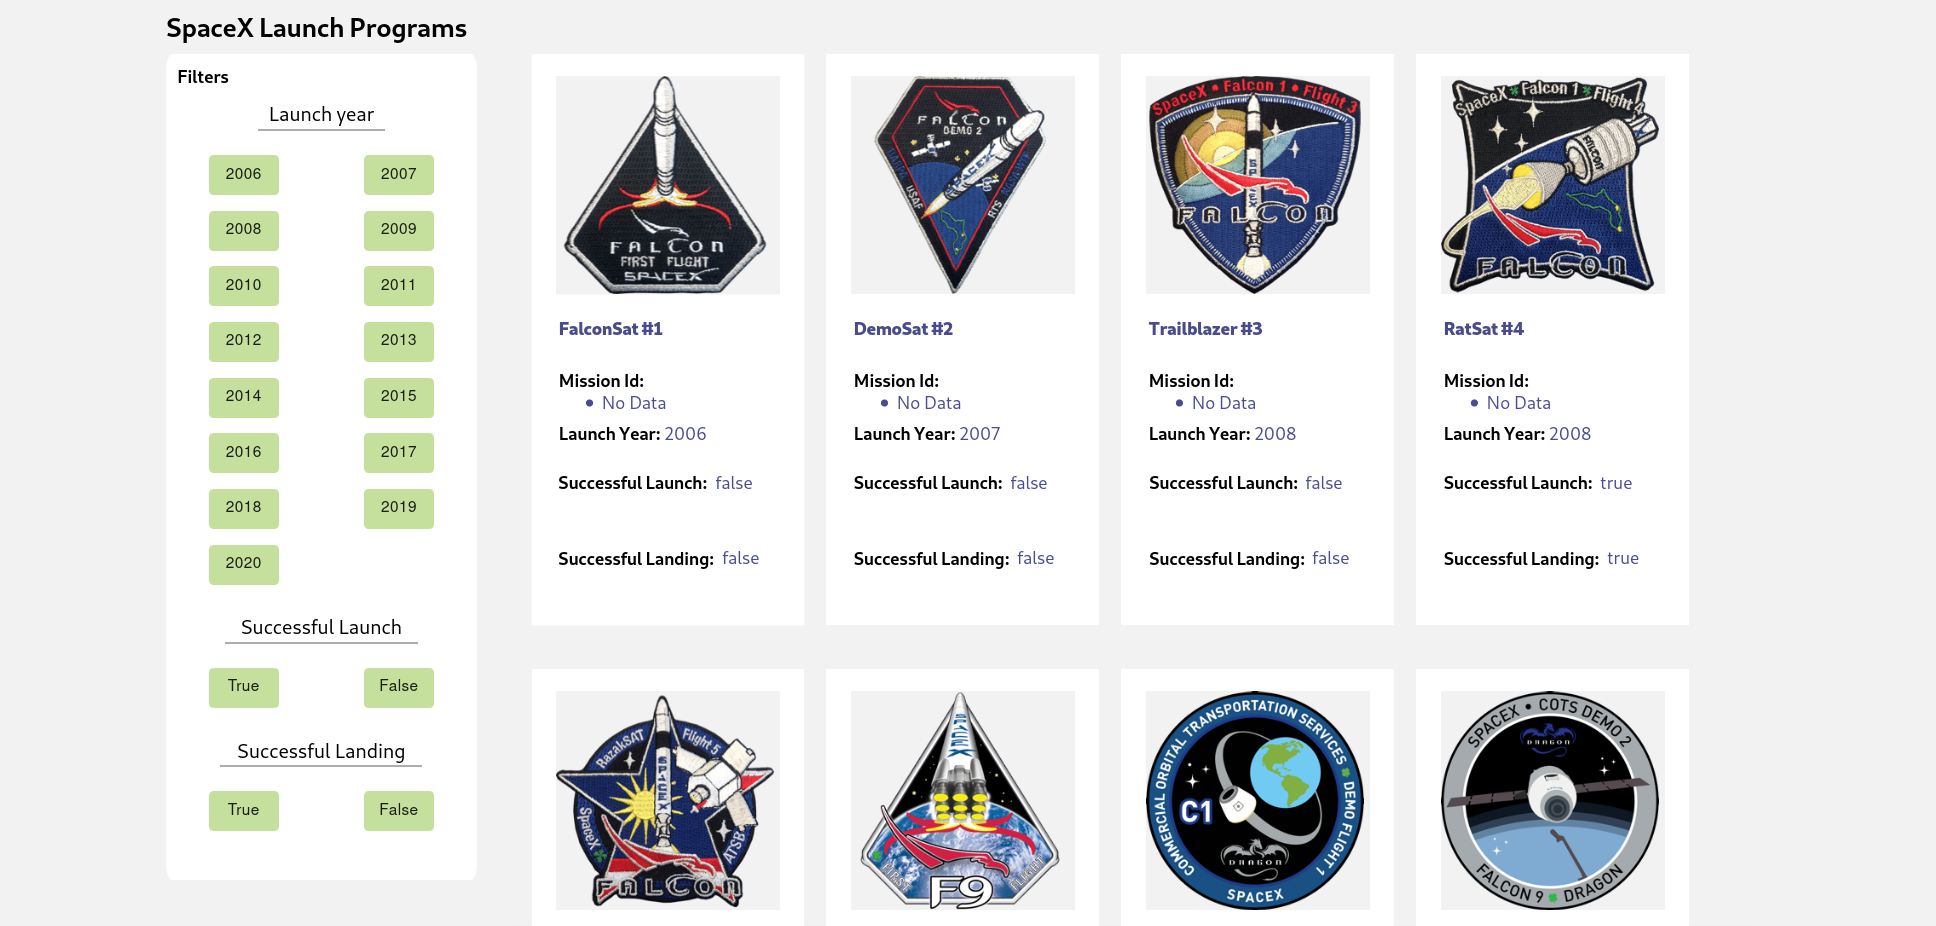 SpaceX Launch Programs
Filters
Launch year
2006 2007
2008 2009
2010 2011
2012 2013
2014 2015
2016 2017
2018 2019
2020
Successful Launch
True False
Successful Landing
True False
FALCON
FIRST FLIGHT
SPACEX
FalconSat #1
Mission Id:
No Data
Launch Year: 2006
Successful Launch: false
Successful Landing: false
FALCON
DEMO 2
SPACEX
USAF
RTS
DemoSat #2
Mission Id:
No Data
Launch Year: 2007
Successful Launch: false
Successful Landing: false
SpaceX • Falcon 1 • Flight 3
SpaceX
FALCON
Trailblazer #3
Mission Id:
No Data
Launch Year: 2008
Successful Launch: false
Successful Landing: false
SpaceX Falcon 1 Flight 4
FALCON
FALCON
RatSat #4
Mission Id:
No Data
Launch Year: 2008
Successful Launch: true
Successful Landing: true
RazakSAT Flight 5
SPACEX
SpaceX
ATSB
FALCON
SPACEX
FIRST FLIGHT
F9
COMMERCIAL ORBITAL TRANSPORTATION SERVICES DEMO FLIGHT 1
C1
DRAGON
SPACEX
SPACEX • COTS DEMO 2
DRAGON
FALCON 9 DRAGON